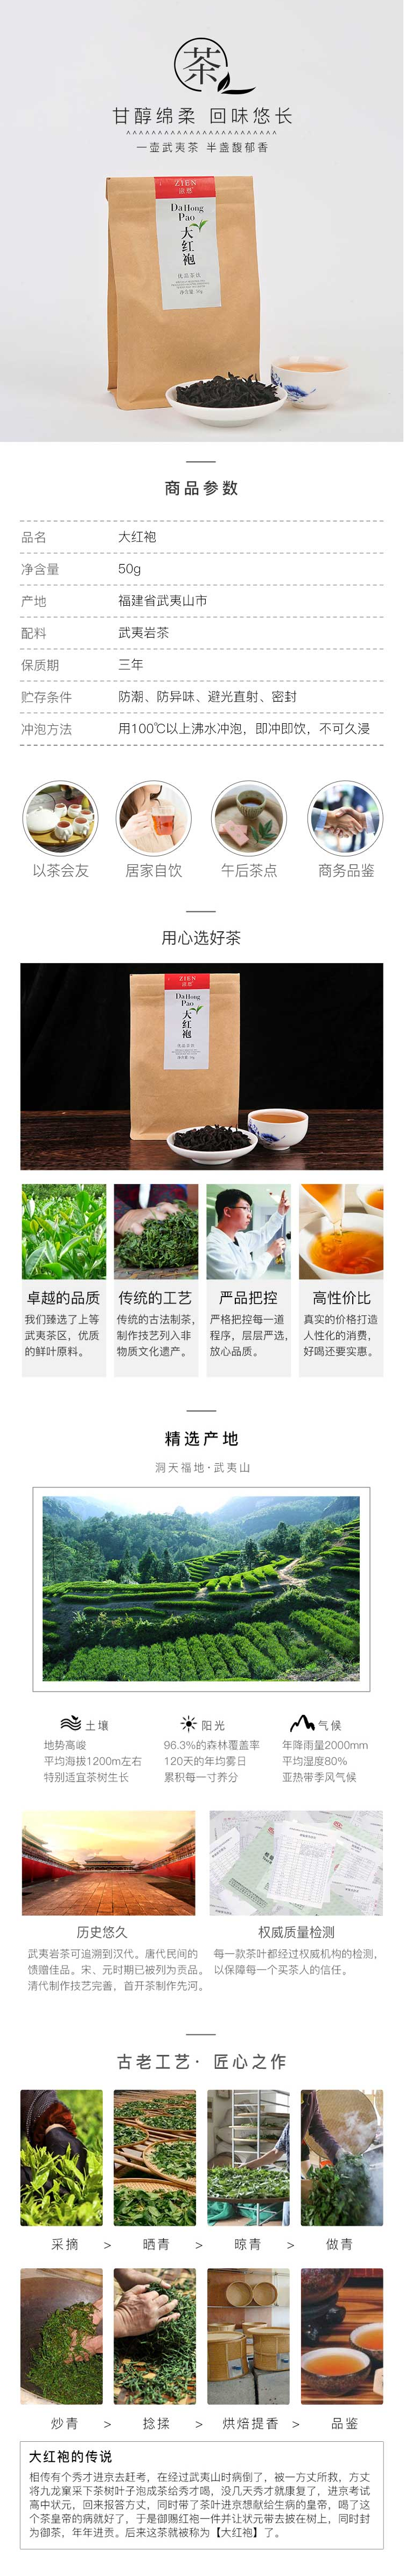 茶
甘醇绵柔 回味悠长
一壶武夷茶 半盏馥郁香
ZIEN
DaHong
Pao
大红袍
优品茶饮
净含量 50g
商品参数
品名 大红袍
净含量 50g
产地 福建省武夷山市
配料 武夷岩茶
保质期 三年
贮存条件 防潮、防异味、避光直射、密封
冲泡方法 用100℃以上沸水冲泡，即冲即饮，不可久浸
以茶会友 居家自饮 午后茶点 商务品鉴
用心选好茶
ZIEN
DaHong
Pao
大红袍
卓越的品质
我们臻选了上等
武夷茶区，优质
的鲜叶原料。
传统的工艺
传统的古法制茶，
制作技艺列入非
物质文化遗产。
严品把控
严格把控每一道
程序，层层严选，
放心品质。
高性价比
真实的价格打造
人性化的消费，
好喝还要实惠。
精选产地
涧天福地·武夷山
土壤
地势高峻
平均海拔1200m左右
特别适宜茶树生长
阳光
96.3%的森林覆盖率
120天的年均雾日
累积每一寸养分
气候
年降雨量2000mm
平均湿度80%
亚热带季风气候
历史悠久
武夷岩茶可追溯到汉代。唐代民间的
馈赠佳品。宋、元时期已被列为贡品。
清代制作技艺完善，首开茶制作先河。
权威质量检测
每一款茶叶都经过权威机构的检测，
以保障每一个买茶人的信任。
古老工艺· 匠心之作
采摘 > 晒青 > 晾青 > 做青
炒青 > 捻揉 > 烘焙提香 > 品鉴
大红袍的传说
相传有个秀才进京去赶考，在经过武夷山时病倒了，被一方丈所救，方丈
将九龙窠采下茶树叶子泡成茶给秀才喝，没几天秀才就康复了，进京考试
高中状元，回来报答方丈，同时带了茶叶进京想献给生病的皇帝，喝了这
个茶皇帝的病就好了，于是御赐红袍一件并让状元带去披在树上，同时封
为御茶，年年进贡。后来这茶就被称为【大红袍】了。